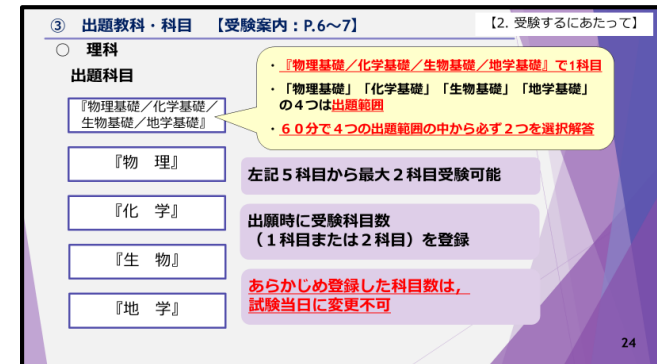 ③ 出題教科・科目 【受験案内:P.6~7】
【2. 受験するにあたって】
○ 理科
出題科目
『物理基礎/化学基礎/
生物基礎/地学基礎』
・『物理基礎/化学基礎/生物基礎/地学基礎』で1科目
・「物理基礎」「化学基礎」「生物基礎」「地学基礎」
の4つは出題範囲
・60分で4つの出題範囲の中から必ず2つを選択解答
『物 理』
『化 学』
『生 物』
『地 学』
左記5科目から最大2科目受験可能
出願時に受験科目数
(1科目または2科目)を登録
あらかじめ登録した科目数は,
試験当日に変更不可
24